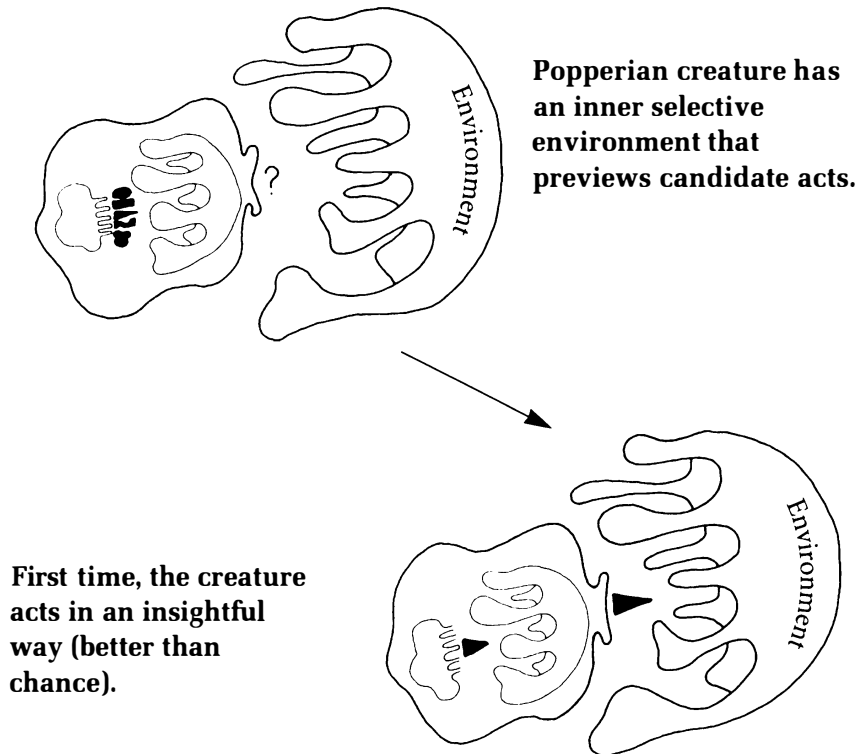 Popperian creature has
an inner selective
environment that
previews candidate acts.
Environment
?
Environment
First time, the creature
acts in an insightful
way (better than
chance).